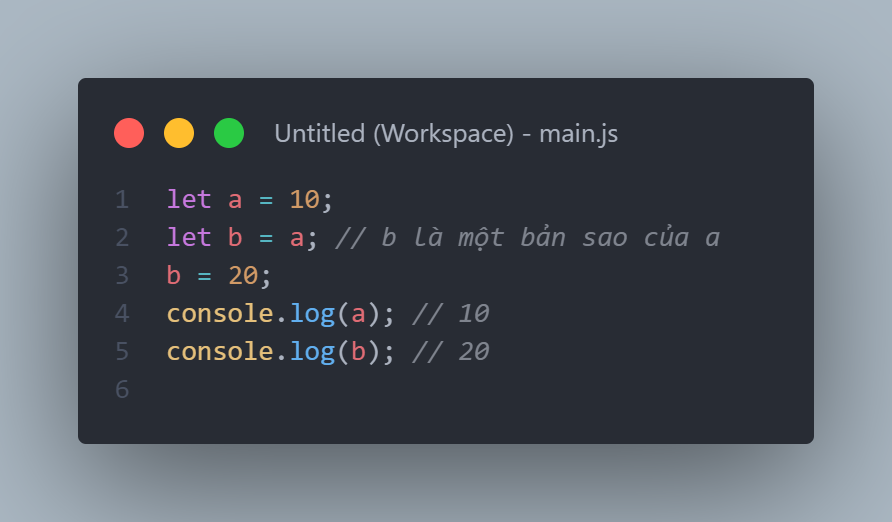 Untitled (Workspace) - main.js
1 let a = 10;
2 let b = a; // b là một bản sao của a
3 b = 20;
4 console.log(a); // 10
5 console.log(b); // 20
6